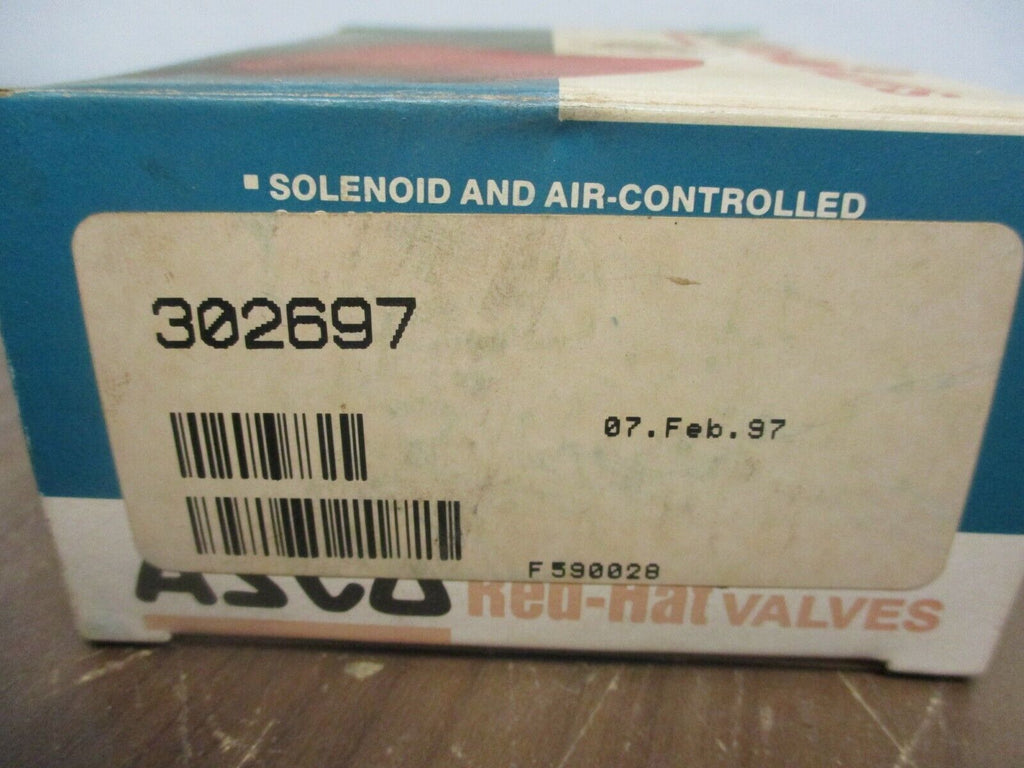 ▪ SOLENOID AND AIR-CONTROLLED
302697
07.Feb.97
F590028
ASCO Red-Hat VALVES